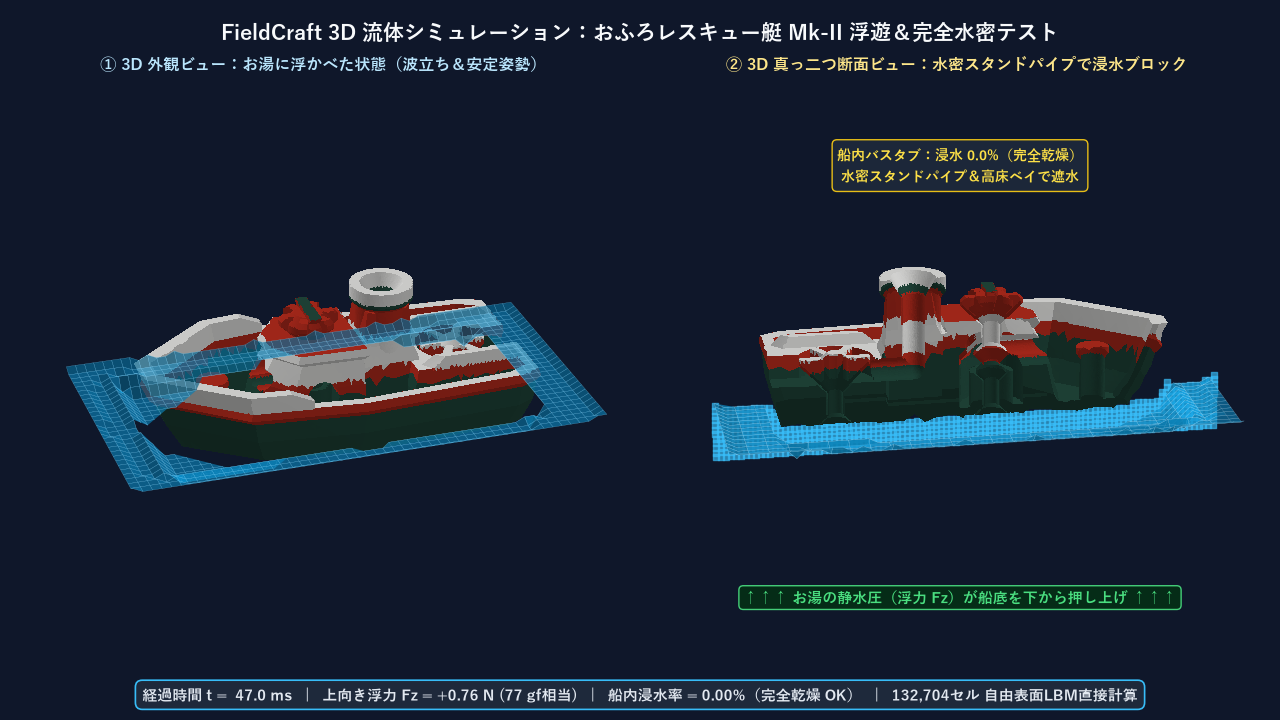 FieldCraft 3D 流体シミュレーション：おふろレスキュー艇 Mk-II 浮遊＆完全水密テスト
① 3D 外観ビュー：お湯に浮かべた状態（波立ち＆安定姿勢）
② 3D 真っ二つ断面ビュー：水密スタンドパイプで浸水ブロック
船内バスタブ：浸水 0.0%（完全乾燥）
水密スタンドパイプ＆高床ベイで遮水
↑ ↑ ↑ お湯の静水圧（浮力 Fz）が船底を下から押し上げ ↑ ↑ ↑
経過時間 t = 47.0 ms ｜ 上向き浮力 Fz = +0.76 N (77 gf相当) ｜ 船内浸水率 = 0.00%（完全乾燥 OK） ｜ 132,704セル 自由表面LBM直接計算